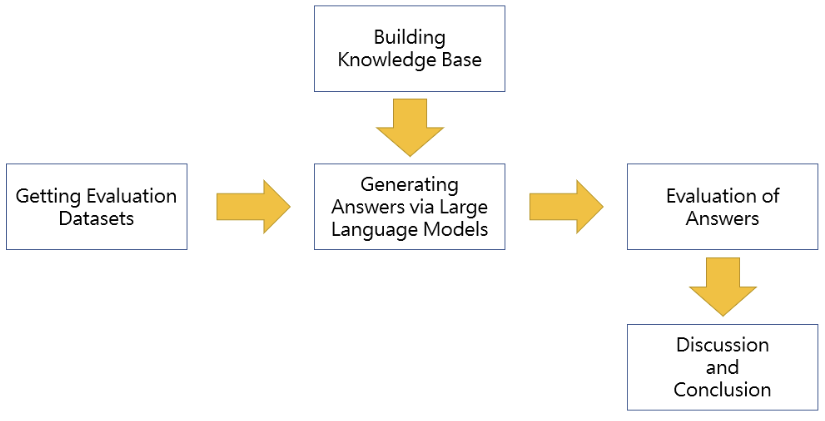 Building
Knowledge Base
Getting Evaluation
Datasets
Generating
Answers via Large
Language Models
Evaluation of
Answers
Discussion
and
Conclusion